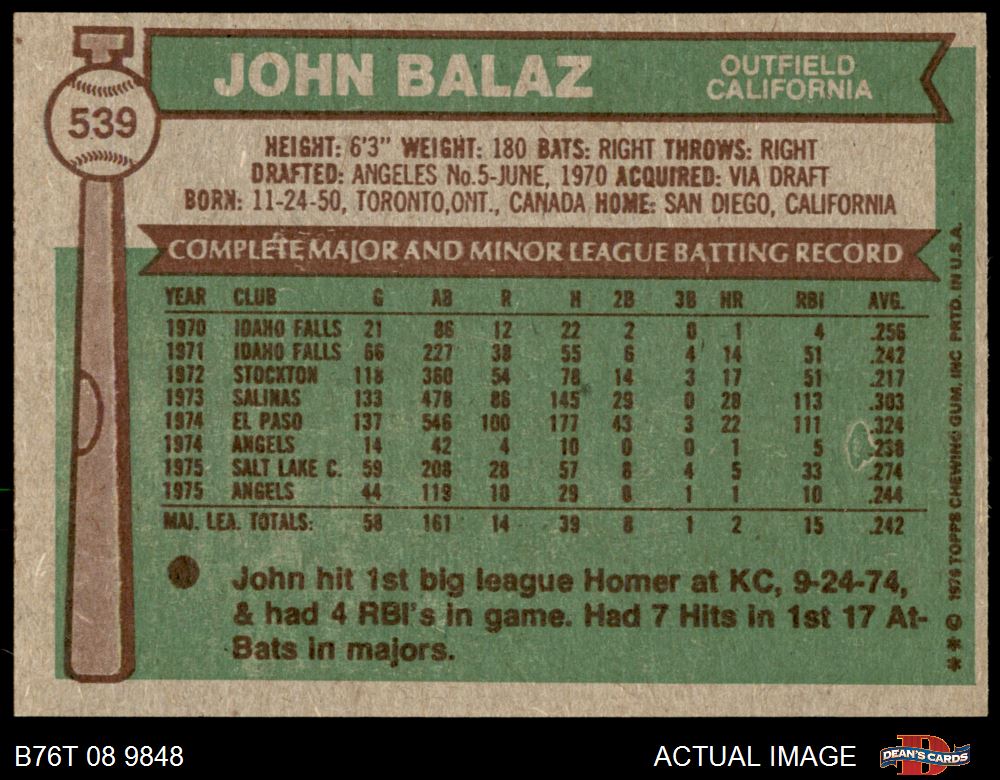 JOHN BALAZ
OUTFIELD
CALIFORNIA
539
HEIGHT: 6'3" WEIGHT: 180 BATS: RIGHT THROWS: RIGHT
DRAFTED: ANGELES No.5-JUNE, 1970 ACQUIRED: VIA DRAFT
BORN: 11-24-50, TORONTO,ONT., CANADA HOME: SAN DIEGO, CALIFORNIA
COMPLETE MAJOR AND MINOR LEAGUE BATTING RECORD
YEAR CLUB G AB R H 2B 3B HR RBI AVG.
1970 IDAHO FALLS 21 86 12 22 2 0 1 4 .256
1971 IDAHO FALLS 66 227 38 55 6 4 14 51 .242
1972 STOCKTON 118 360 54 78 14 3 17 51 .217
1973 SALINAS 133 478 86 145 29 0 28 113 .303
1974 EL PASO 137 546 100 177 43 3 22 111 .324
1974 ANGELS 14 42 4 10 0 0 1 5 .238
1975 SALT LAKE C. 59 208 28 57 8 4 5 33 .274
1975 ANGELS 44 119 10 29 8 1 1 10 .244
MAJ. LEA. TOTALS: 58 161 14 39 8 1 2 15 .242
John hit 1st big league Homer at KC, 9-24-74,
& had 4 RBI's in game. Had 7 Hits in 1st 17 At-
Bats in majors.
* * © 1976 TOPPS CHEWING GUM, INC PRTD. IN U.S.A.
B76T 08 9848
ACTUAL IMAGE
D
DEAN'S CARDS